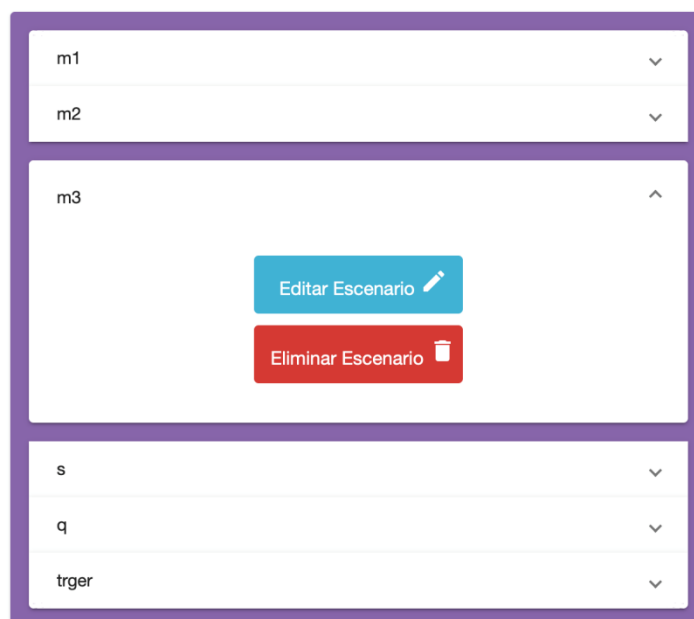 m1
m2
m3
Editar Escenario
Eliminar Escenario
s
q
trger